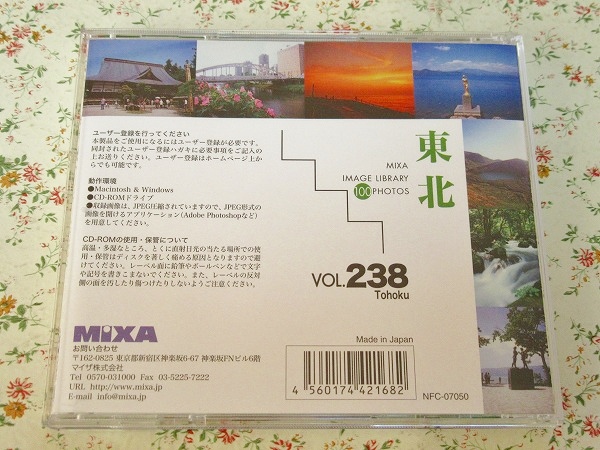 ユーザー登録を行ってください
本製品をご使用になるにはユーザー登録が必要です。
同封されたユーザー登録ハガキに必要事項をご記入の
上お送りください。ユーザー登録はホームページ上か
らでも可能です。
動作環境
●Macintosh & Windows
●CD-ROMドライブ
●収録画像は、JPEG圧縮されていますので、JPEG形式の
画像を開けるアプリケーション(Adobe Photoshopなど)
を用意してください。
CD-ROMの使用・保管について
高温・多湿なところ、とくに直射日光の当たる場所での使
用・保管はディスクを著しく痛める原因となりますので避
けてください。レーベル面に鉛筆やボールペンなどで文字
や記号を書きこまないでください。また、レーベルの反対
側の面を汚したり傷つけたりしないようご注意ください。
MIXA
お問い合わせ
〒162-0825 東京都新宿区神楽坂6-67 神楽坂FNビル6階
マイザ株式会社
Tel 0570-031000 Fax 03-5225-7222
URL http://www.mixa.jp
E-mail info@mixa.jp
東北
MIXA
IMAGE LIBRARY
100PHOTOS
VOL.238
Tohoku
Made in Japan
4 560174 421682
NFC-07050